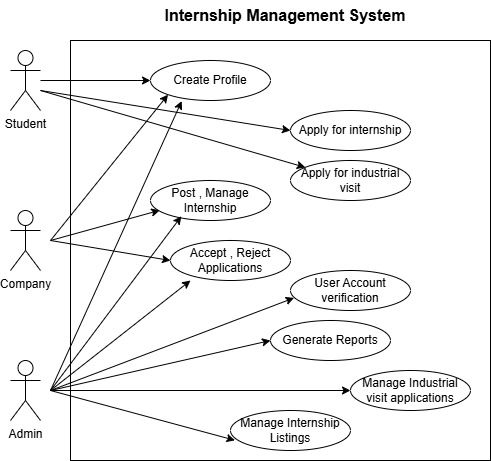 Internship Management System
Create Profile
Student
Apply for internship
Apply for industrial
visit
Post , Manage
Internship
Company
Accept , Reject
Applications
User Account
verification
Generate Reports
Admin
Manage Industrial
visit applications
Manage Internship
Listings